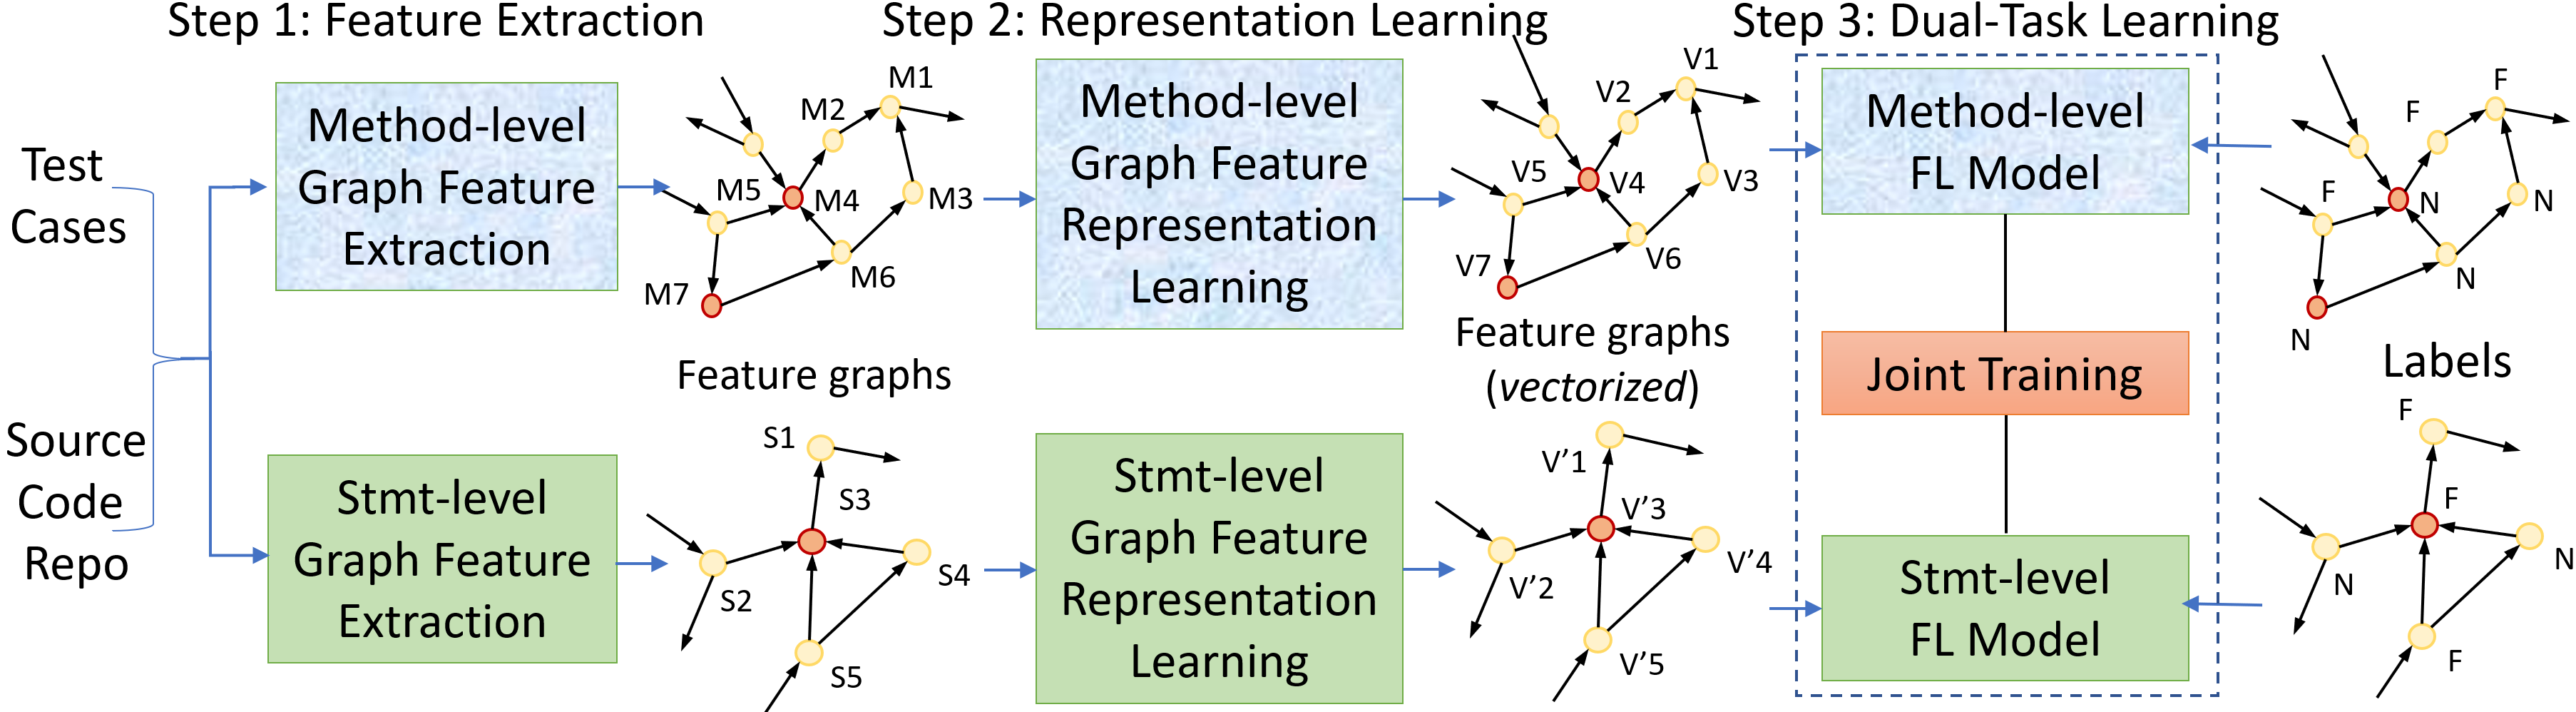 Step 1: Feature Extraction
Step 2: Representation Learning
Step 3: Dual-Task Learning
Test
Cases
Source
Code
Repo
Method-level
Graph Feature
Extraction
Stmt-level
Graph Feature
Extraction
M1
M2
M3
M4
M5
M6
M7
Feature graphs
S1
S3
S2
S4
S5
Method-level
Graph Feature
Representation
Learning
Stmt-level
Graph Feature
Representation
Learning
V1
V2
V3
V4
V5
V6
V7
Feature graphs
(vectorized)
V’1
V’3
V’2
V’4
V’5
Method-level
FL Model
Joint Training
Stmt-level
FL Model
F
F
F
N
N
N
N
Labels
F
F
N
N
F